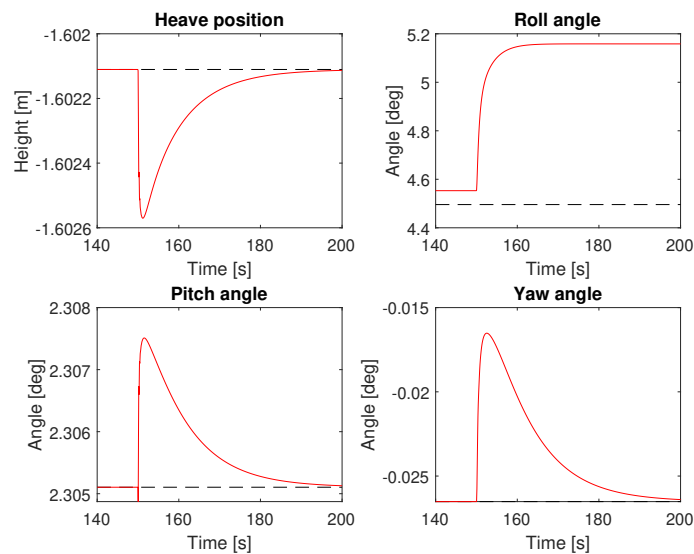 Heave position
Height [m]
-1.602
-1.6022
-1.6024
-1.6026
140
160
180
200
Time [s]
Roll angle
Angle [deg]
5.2
5
4.8
4.6
4.4
140
160
180
200
Time [s]
Pitch angle
Angle [deg]
2.308
2.307
2.306
2.305
140
160
180
200
Time [s]
Yaw angle
Angle [deg]
-0.015
-0.02
-0.025
140
160
180
200
Time [s]